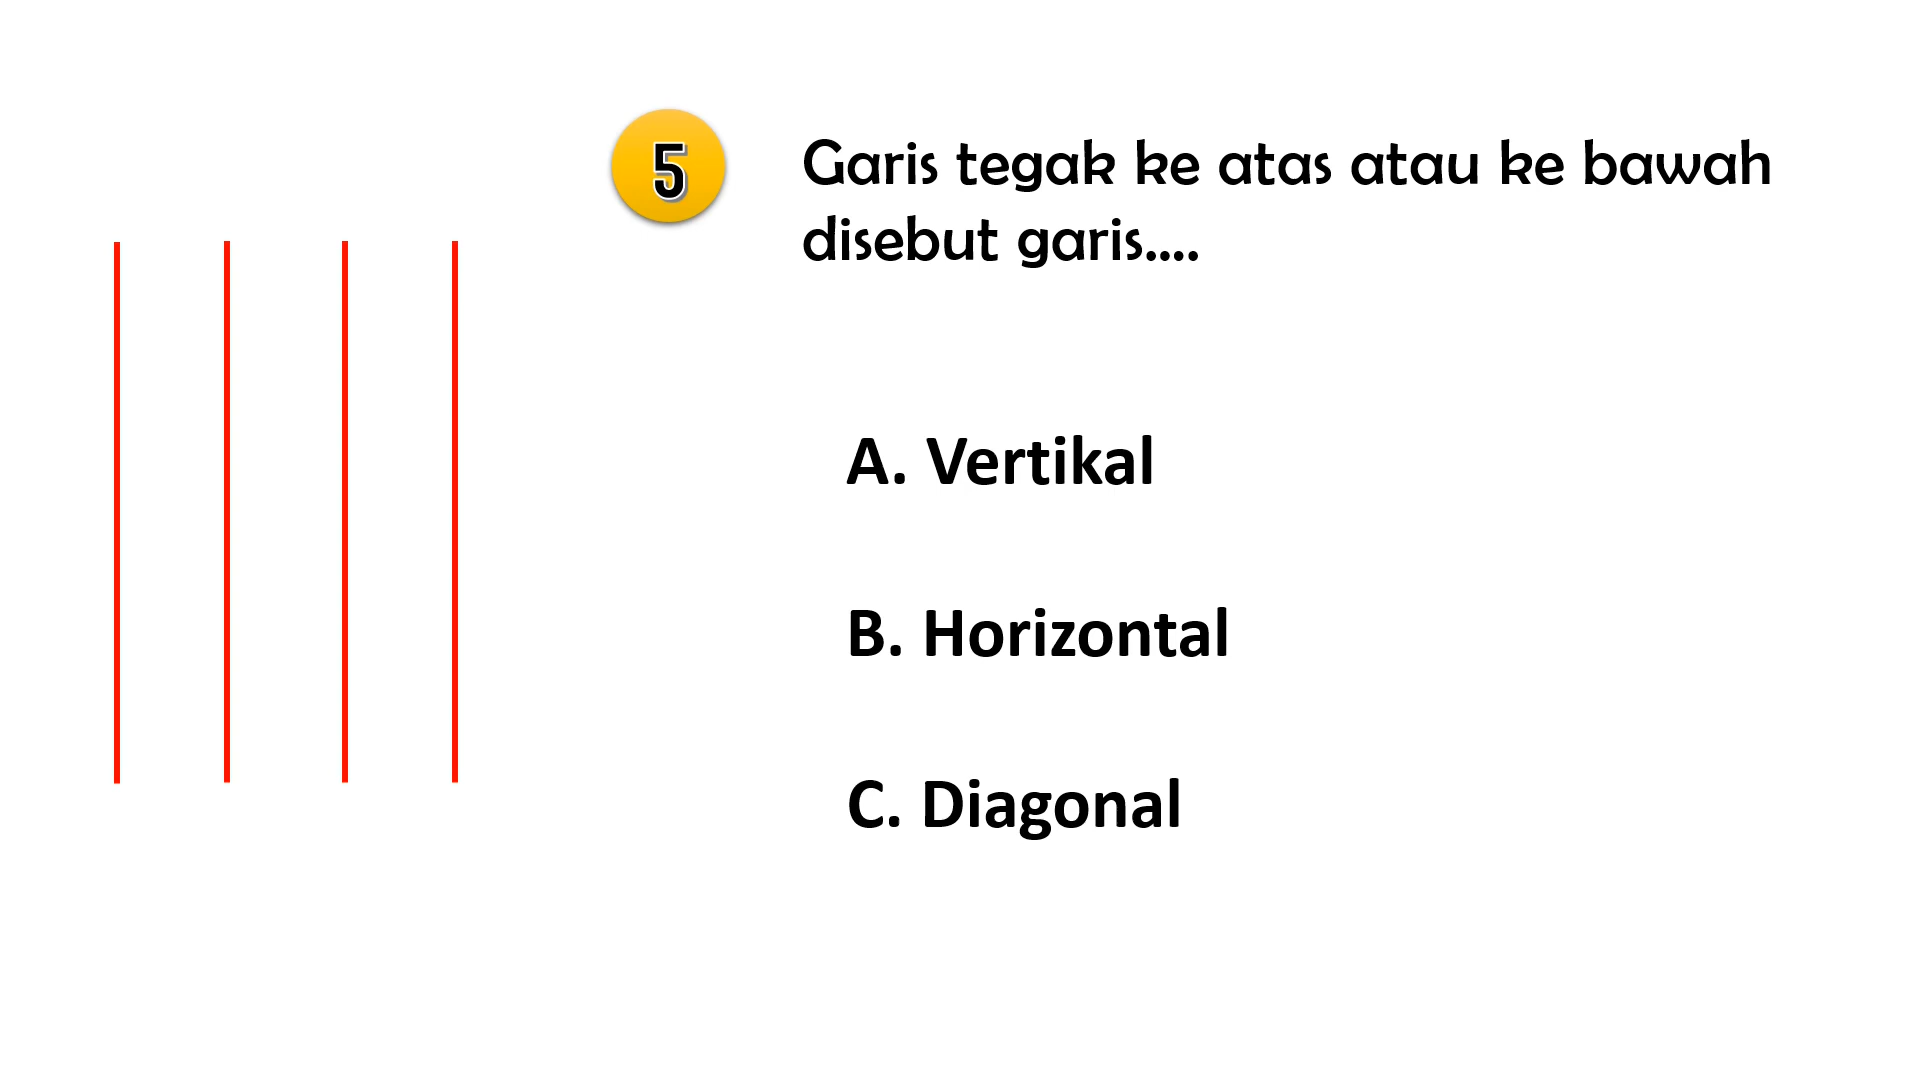 5
Garis tegak ke atas atau ke bawah
disebut garis....
A. Vertikal
B. Horizontal
C. Diagonal